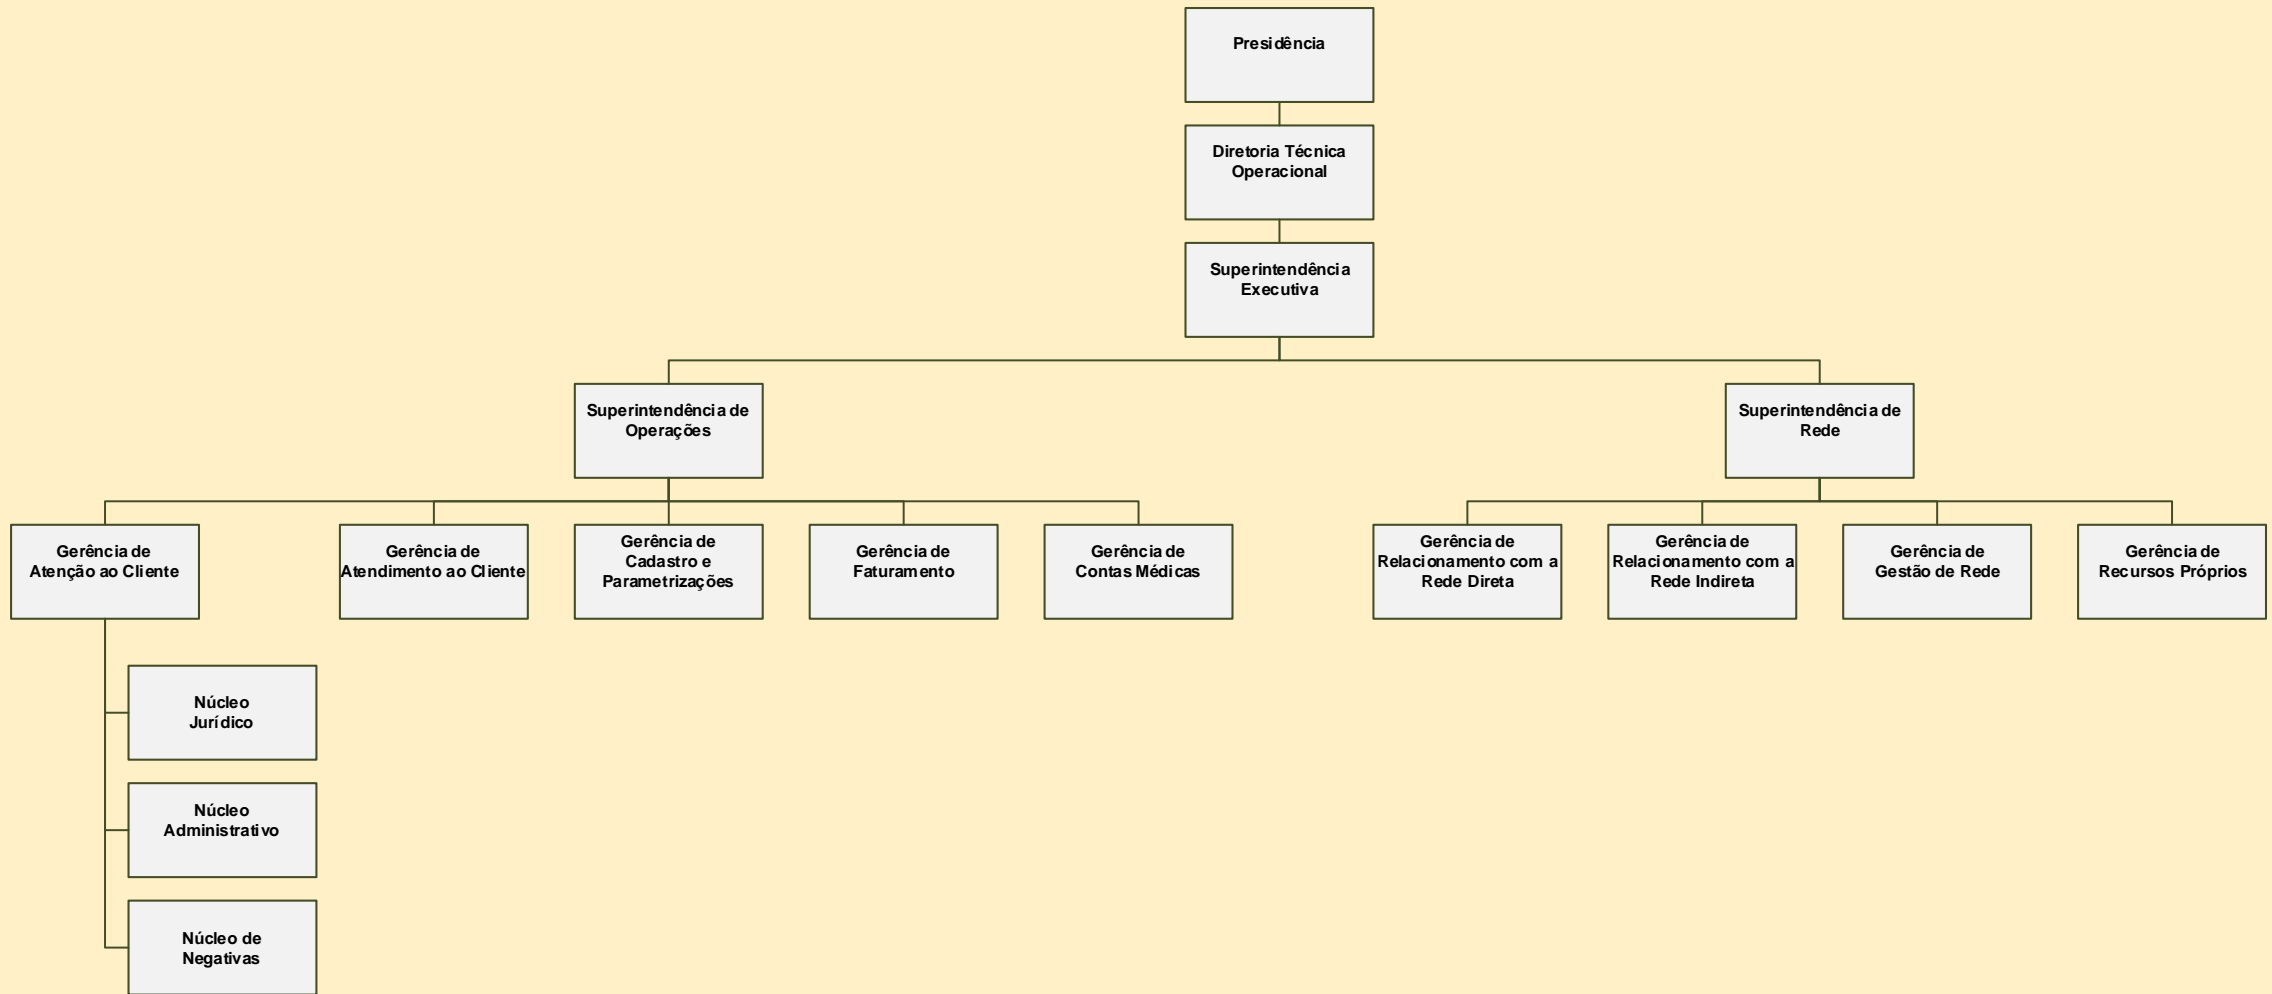 Presidência
Diretoria Técnica
Operacional
Superintendência
Executiva
Superintendência de
Operações
Superintendência de
Rede
Gerência de
Atenção ao Cliente
Gerência de
Atendimento ao Cliente
Gerência de
Cadastro e
Parametrizações
Gerência de
Faturamento
Gerência de
Contas Médicas
Gerência de
Relacionamento com a
Rede Direta
Gerência de
Relacionamento com a
Rede Indireta
Gerência de
Gestão de Rede
Gerência de
Recursos Próprios
Núcleo
Jurídico
Núcleo
Administrativo
Núcleo de
Negativas